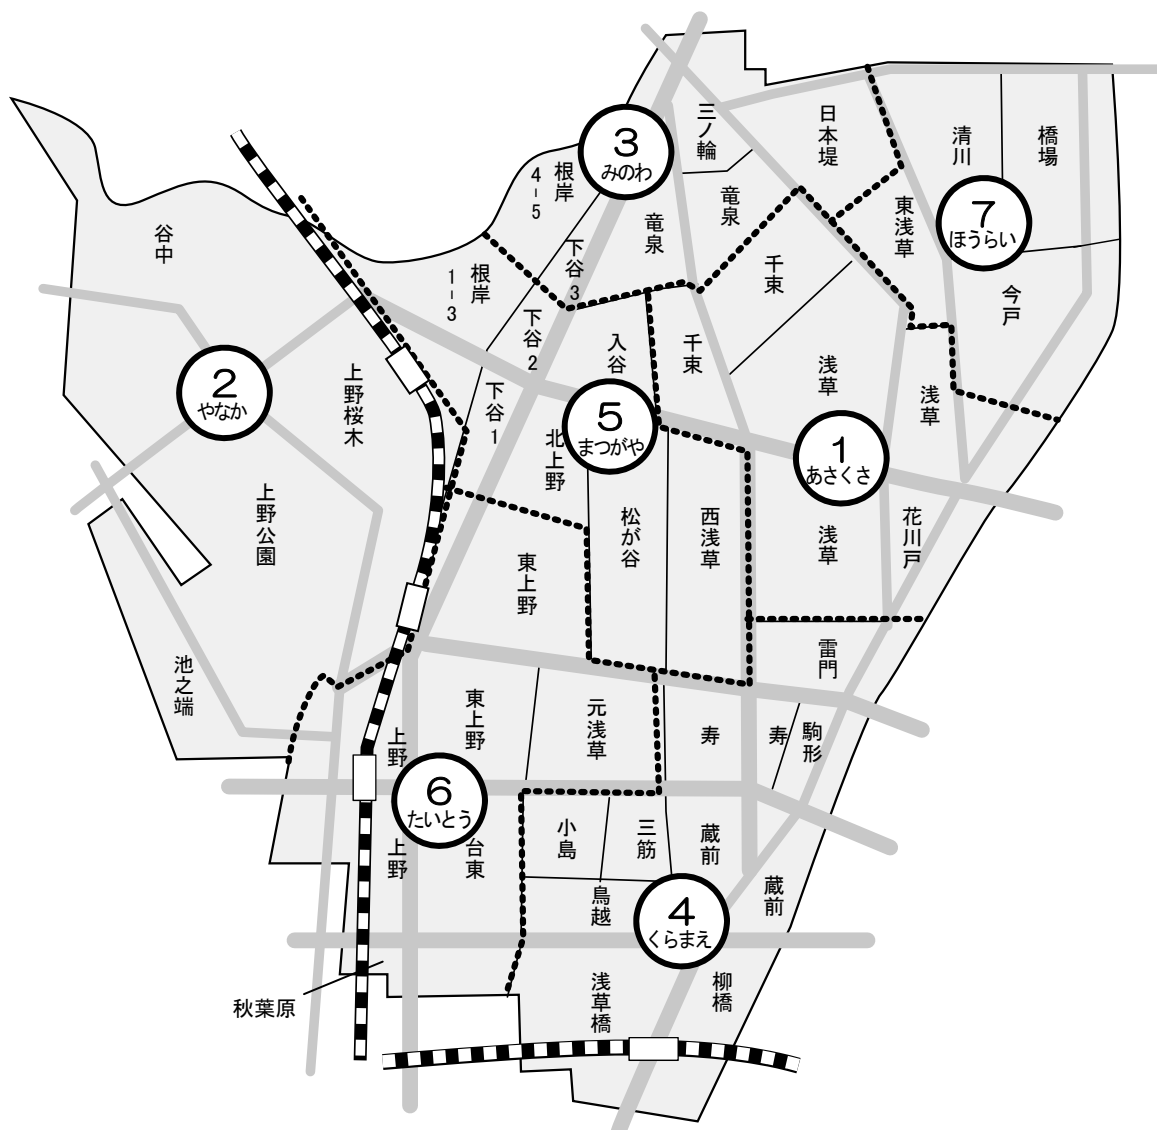 三ノ輪
日本堤
清川
橋場
3
みのわ
根岸
4-5
竜泉
竜泉
東浅草
7
ほうらい
谷中
下谷3
根岸
1-3
千束
今戸
下谷2
入谷
千束
2
やなか
上野桜木
下谷1
浅草
浅草
5
まつがや
北上野
1
あさくさ
上野公園
松が谷
西浅草
浅草
花川戸
東上野
池之端
雷門
東上野
元浅草
寿
寿
駒形
上野
6
たいとう
上野
台東
小島
三筋
蔵前
蔵前
鳥越
4
くらまえ
浅草橋
柳橋
秋葉原